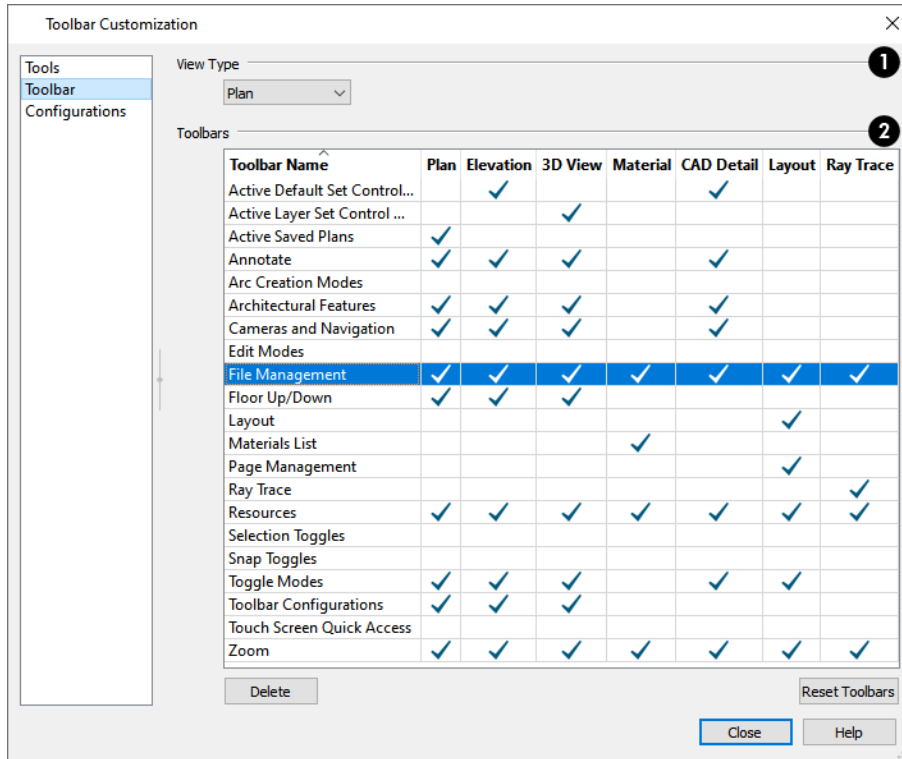 Toolbar Customization
Tools
Toolbar
Configurations
View Type
1
Plan
Toolbars
2
Toolbar Name Plan Elevation 3D View Material CAD Detail Layout Ray Trace
Active Default Set Control...
Active Layer Set Control ...
Active Saved Plans
Annotate
Arc Creation Modes
Architectural Features
Cameras and Navigation
Edit Modes
File Management
Floor Up/Down
Layout
Materials List
Page Management
Ray Trace
Resources
Selection Toggles
Snap Toggles
Toggle Modes
Toolbar Configurations
Touch Screen Quick Access
Zoom
Delete Reset Toolbars
Close Help